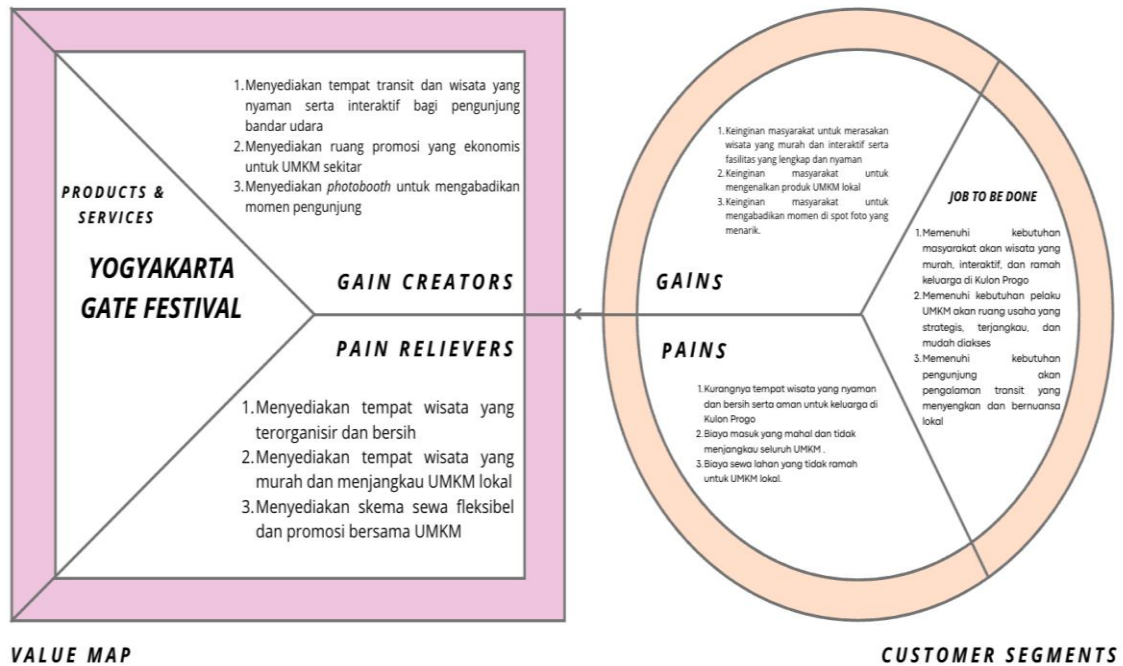 PRODUCTS &
SERVICES
YOGYAKARTA
GATE FESTIVAL
1.Menyediakan tempat transit dan wisata yang
nyaman serta interaktif bagi pengunjung
bandar udara
2.Menyediakan ruang promosi yang ekonomis
untuk UMKM sekitar
3.Menyediakan photobooth untuk mengabadikan
momen pengunjung
GAIN CREATORS
PAIN RELIEVERS
1.Menyediakan tempat wisata yang
terorganisir dan bersih
2.Menyediakan tempat wisata yang
murah dan menjangkau UMKM lokal
3.Menyediakan skema sewa fleksibel
dan promosi bersama UMKM
VALUE MAP
1.Keinginan masyarakat untuk merasakan
wisata yang murah dan interaktif serta
fasilitas yang lengkap dan nyaman
2.Keinginan masyarakat untuk
mengenalkan produk UMKM lokal
3.Keinginan masyarakat untuk
mengabadikan momen di spot foto yang
menarik.
GAINS
PAINS
1.Kurangnya tempat wisata yang nyaman
dan bersih serta aman untuk keluarga di
Kulon Progo
2.Biaya masuk yang mahal dan tidak
menjangkau seluruh UMKM .
3.Biaya sewa lahan yang tidak ramah
untuk UMKM lokal.
JOB TO BE DONE
1.Memenuhi kebutuhan
masyarakat akan wisata yang
murah, interaktif, dan ramah
keluarga di Kulon Progo
2.Memenuhi kebutuhan pelaku
UMKM akan ruang usaha yang
strategis, terjangkau, dan
mudah diakses
3.Memenuhi kebutuhan
pengunjung akan
pengalaman transit yang
menyengkan dan bernuansa
lokal
CUSTOMER SEGMENTS